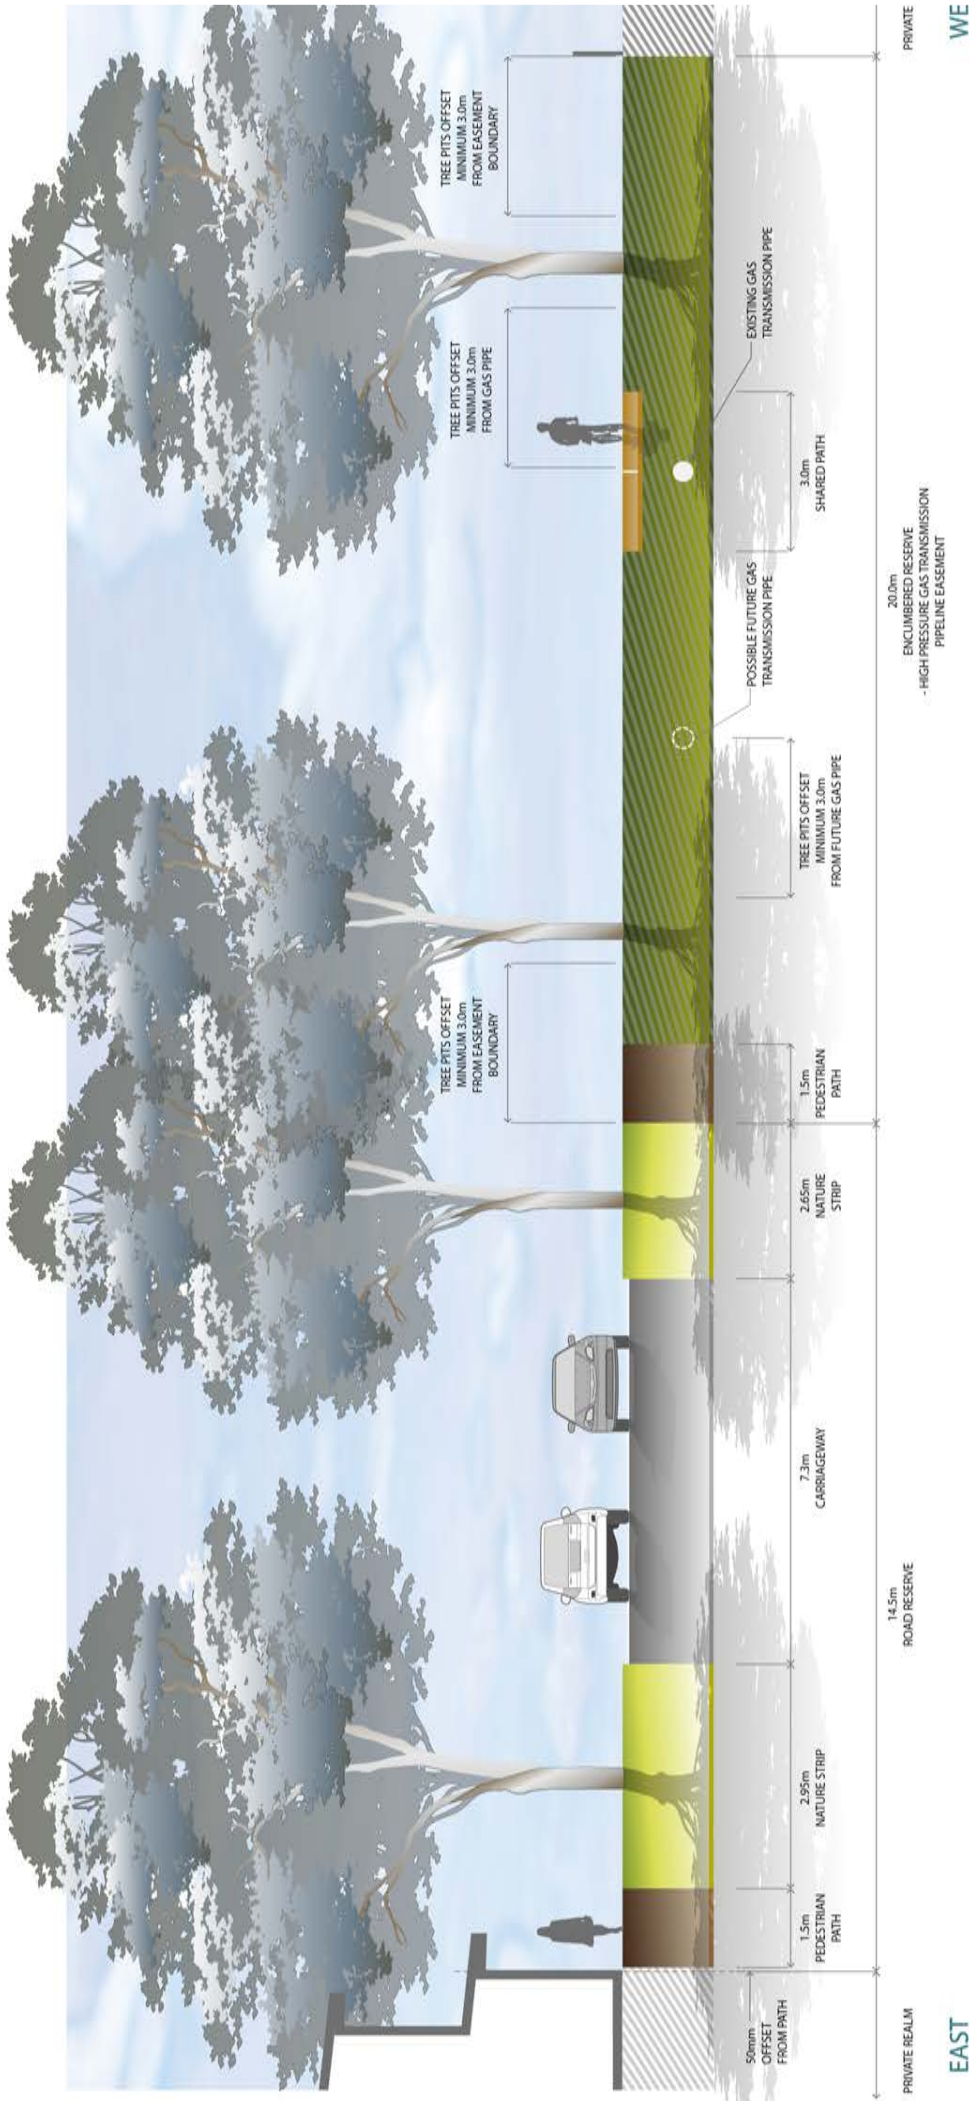 TREE PITS OFFSET
MINIMUM 3.0m
FROM EASEMENT
BOUNDARY
TREE PITS OFFSET
MINIMUM 3.0m
FROM GAS PIPE
TREE PITS OFFSET
MINIMUM 3.0m
FROM EASEMENT
BOUNDARY
POSSIBLE FUTURE GAS
TRANSMISSION PIPE
EXISTING GAS
TRANSMISSION PIPE
50mm
OFFSET
FROM PATH
1.5m
PEDESTRIAN
PATH
2.95m
NATURE STRIP
7.3m
CARRIAGEWAY
2.65m
NATURE
STRIP
1.5m
PEDESTRIAN
PATH
TREE PITS OFFSET
MINIMUM 3.0m
FROM FUTURE GAS PIPE
3.0m
SHARED PATH
PRIVATE REALM
14.5m
ROAD RESERVE
20.0m
ENCUMBERED RESERVE
- HIGH PRESSURE GAS TRANSMISSION
PIPELINE EASEMENT
PRIVATE
EAST
WE